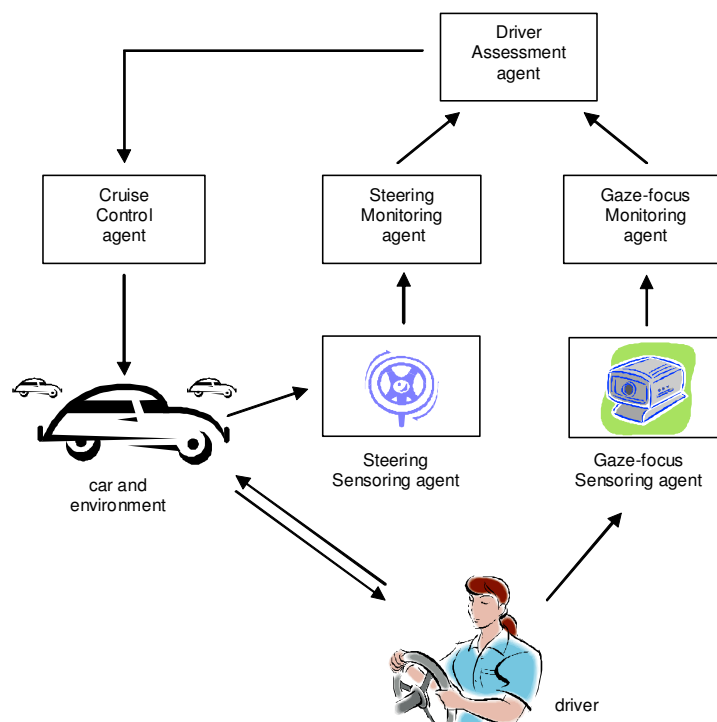 Driver
Assessment
agent
Cruise
Control
agent
Steering
Monitoring
agent
Gaze-focus
Monitoring
agent
Steering
Sensoring agent
Gaze-focus
Sensoring agent
car and
environment
driver